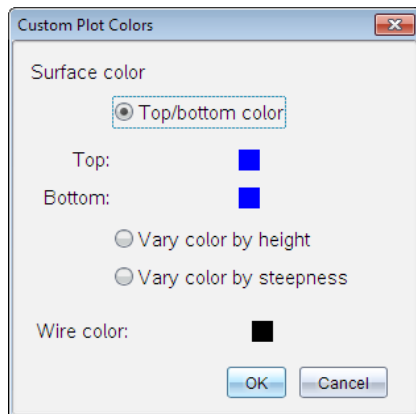 Custom Plot Colors
Surface color
Top/bottom color
Top:
Bottom:
Vary color by height
Vary color by steepness
Wire color:
OK Cancel